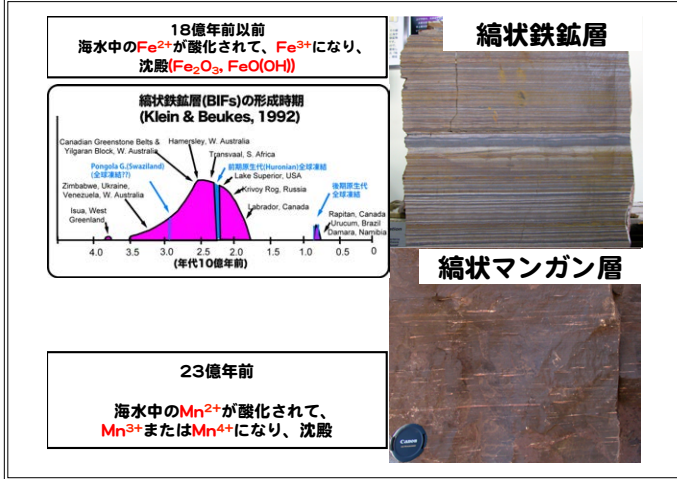 18億年前以前
海水中のFe2+が酸化されて、Fe3+になり、
沈殿(Fe2O3, FeO(OH))
縞状鉄鉱層(BIFs)の形成時期
(Klein & Beukes, 1992)
Canadian Greenstone Belts &
Yilgaran Block, W. Australia
Hamersley, W. Australia
Transvaal, S. Africa
Pongola G.(Swaziland)
(全球凍結??)
前期原生代(Huronian)全球凍結
Lake Superior, USA
Zimbabwe, Ukraine,
Venezuela, W. Australia
Krivoy Rog, Russia
後期原生代
全球凍結
Isua, West
Greenland
Labrador, Canada
Rapitan, Canada
Urucum, Brazil
Damara, Namibia
4.0 3.5 3.0 2.5 2.0 1.5 1.0 0.5 0
(年代10億年前)
縞状鉄鉱層
縞状マンガン層
23億年前
海水中のMn2+が酸化されて、
Mn3+またはMn4+になり、沈殿
Canon